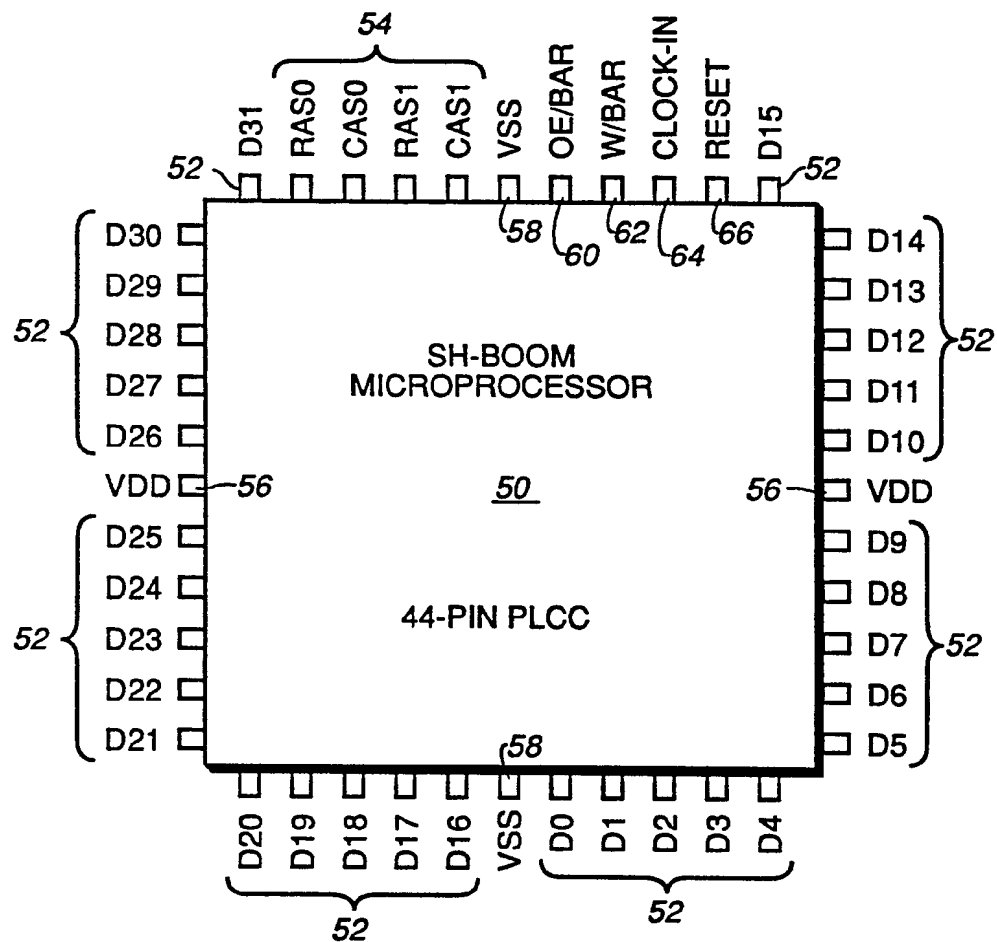 54
D31 RAS0 CAS0 RAS1 CAS1 VSS OE/BAR W/BAR CLOCK-IN RESET D15
52 52
58 60 62 64 66
D30 D14
D29 D13
52 D28 D12 52
D27 D11
D26 D10
SH-BOOM
MICROPROCESSOR
VDD 56 50 56 VDD
D25 D9
D24 D8
44-PIN PLCC
52 D23 D7 52
D22 D6
D21 D5
58
D20 D19 D18 D17 D16 VSS D0 D1 D2 D3 D4
52 52